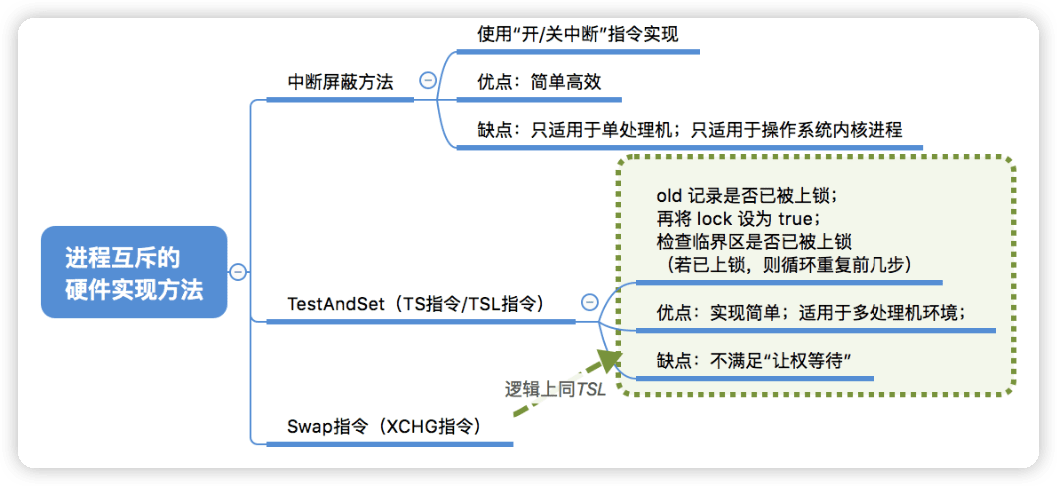 使用“开/关中断”指令实现
中断屏蔽方法
优点：简单高效
缺点：只适用于单处理机；只适用于操作系统内核进程
old 记录是否已被上锁；
再将 lock 设为 true；
检查临界区是否已被上锁
（若已上锁，则循环重复前几步）
进程互斥的
硬件实现方法
TestAndSet（TS指令/TSL指令）
优点：实现简单；适用于多处理机环境；
缺点：不满足“让权等待”
逻辑上同TSL
Swap指令（XCHG指令）